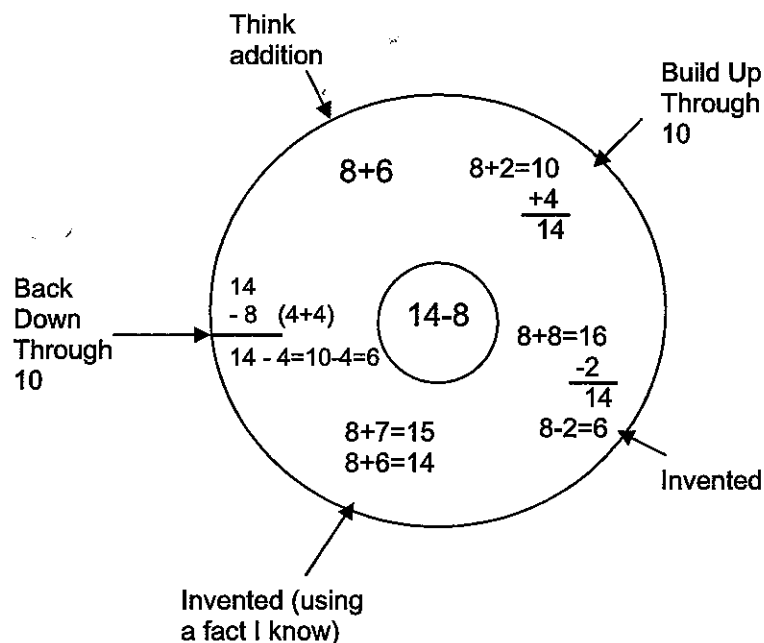 Think
addition
Build Up
Through
10
8+6
8+2=10
+4
14
Back
Down
Through
10
14
- 8 (4+4)
14 - 4=10-4=6
14-8
8+8=16
-2
14
8-2=6
8+7=15
8+6=14
Invented
Invented (using
a fact I know)